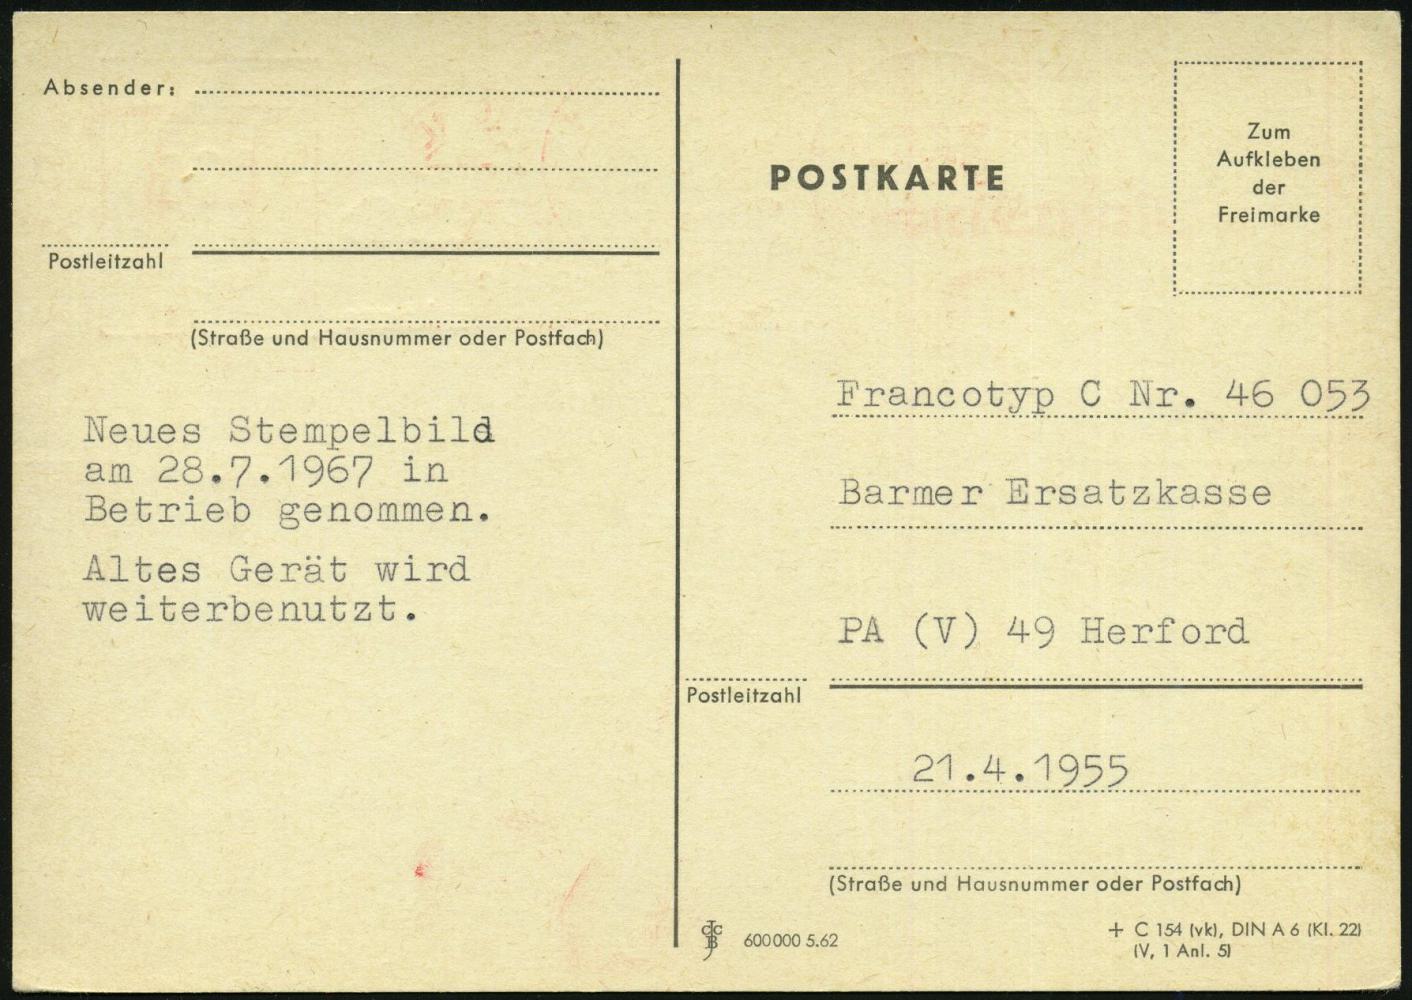 Absender:
Postleitzahl
(Straße und Hausnummer oder Postfach)
Neues Stempelbild
am 28.7.1967 in
Betrieb genommen.
Altes Gerät wird
weiterbenutzt.
POSTKARTE
Zum
Aufkleben
der
Freimarke
Francotyp C Nr. 46 053
Barmer Ersatzkasse
PA (V) 49 Herford
Postleitzahl
21.4.1955
(Straße und Hausnummer oder Postfach)
600000 5.62
+ C 154 (vk), DIN A 6 (Kl. 22)
(V, 1 Anl. 5)